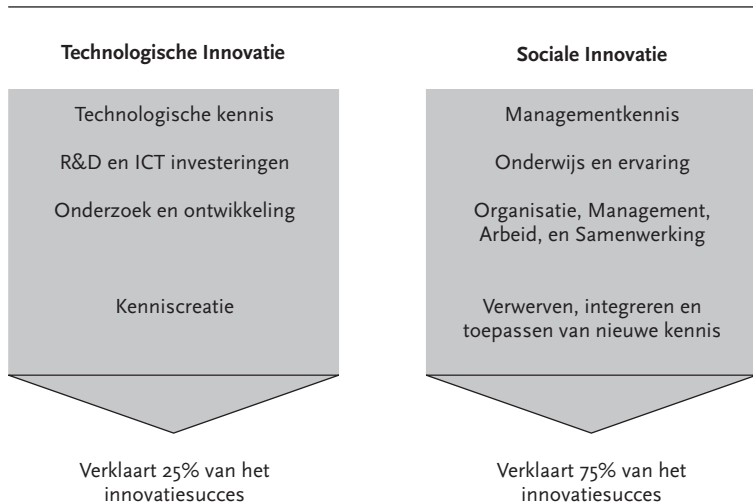 Technologische Innovatie
Technologische kennis
R&D en ICT investeringen
Onderzoek en ontwikkeling
Kenniscreatie
Verklaart 25% van het
innovatiesucces
Sociale Innovatie
Managementkennis
Onderwijs en ervaring
Organisatie, Management,
Arbeid, en Samenwerking
Verwerven, integreren en
toepassen van nieuwe kennis
Verklaart 75% van het
innovatiesucces